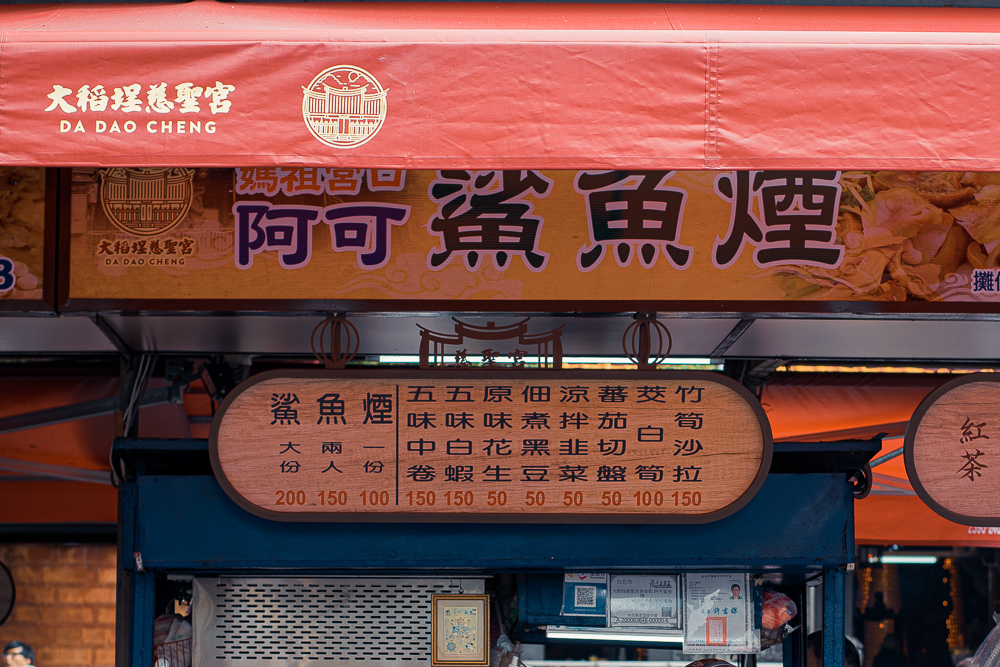 大稻埕慈聖宮
DA DAO CHENG
大稻埕慈聖宮
DA DAO CHENG
媽祖宮口
阿可
鯊魚煙
慈聖宮
鯊魚煙
大份
200
兩人
150
一份
100
五味中卷
150
五味白蝦
150
原味花生
50
佃煮黑豆
50
涼拌韭菜
50
蕃茄切盤
50
茭白筍
100
竹筍沙拉
150
紅茶